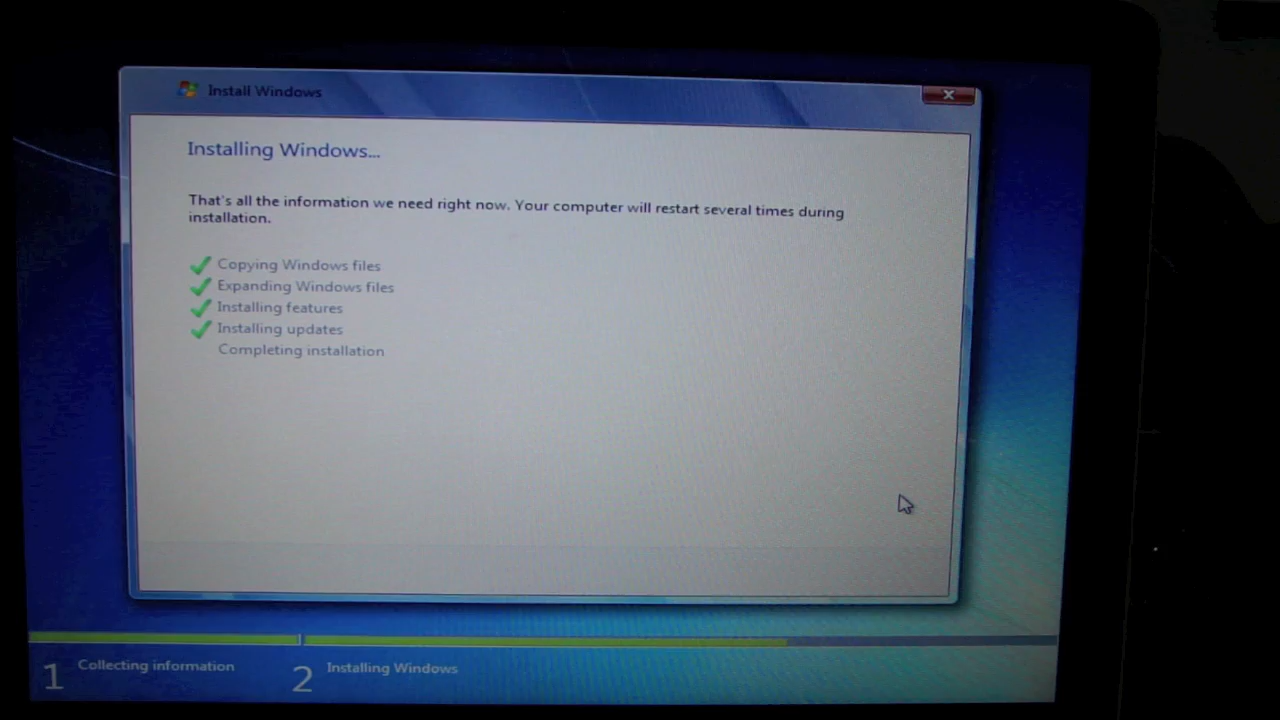 Install Windows
Installing Windows...
That's all the information we need right now. Your computer will restart several times during
installation.
Copying Windows files
Expanding Windows files
Installing features
Installing updates
Completing installation
1 Collecting information
2 Installing Windows